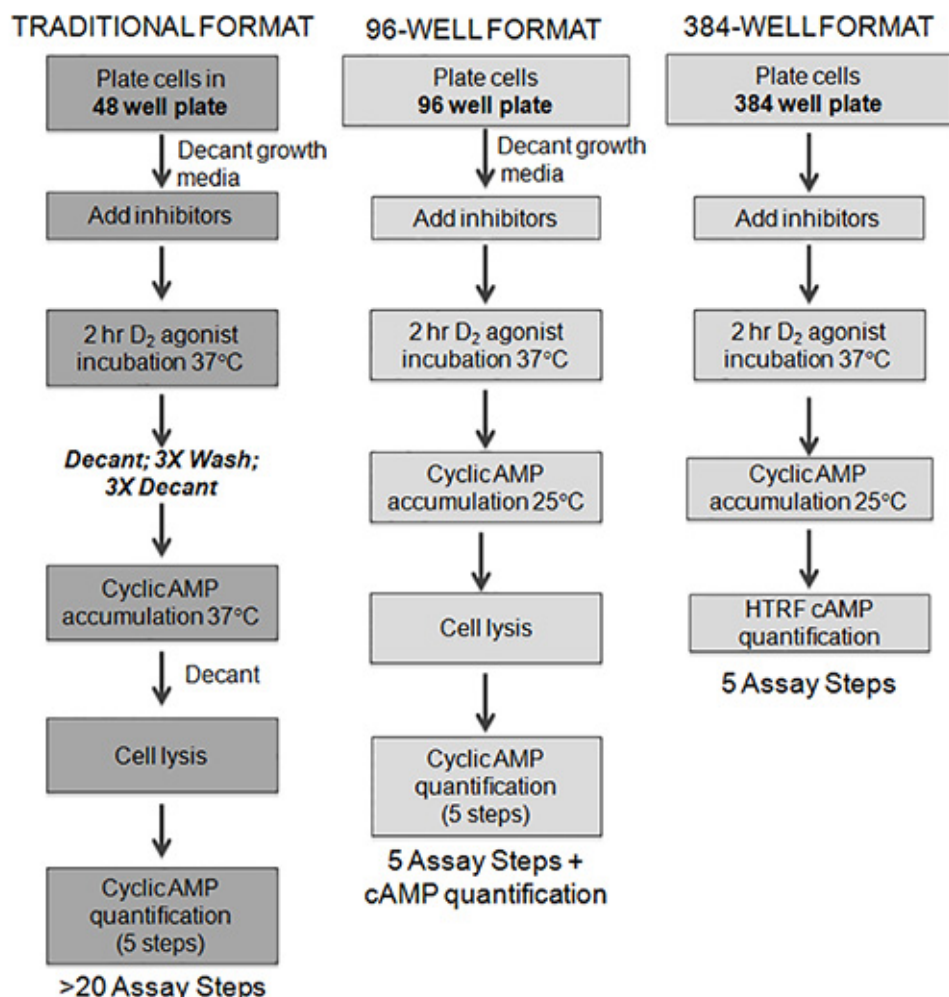 TRADITIONAL FORMAT
Plate cells in
48 well plate
Decant growth
media
Add inhibitors
2 hr D₂ agonist
incubation 37°C
Decant; 3X Wash;
3X Decant
Cyclic AMP
accumulation 37°C
Decant
Cell lysis
Cyclic AMP
quantification
(5 steps)
>20 Assay Steps
96-WELL FORMAT
Plate cells
96 well plate
Decant growth
media
Add inhibitors
2 hr D₂ agonist
incubation 37°C
Cyclic AMP
accumulation 25°C
Cell lysis
Cyclic AMP
quantification
(5 steps)
5 Assay Steps +
cAMP quantification
384-WELL FORMAT
Plate cells
384 well plate
Add inhibitors
2 hr D₂ agonist
incubation 37°C
Cyclic AMP
accumulation 25°C
HTRF cAMP
quantification
5 Assay Steps